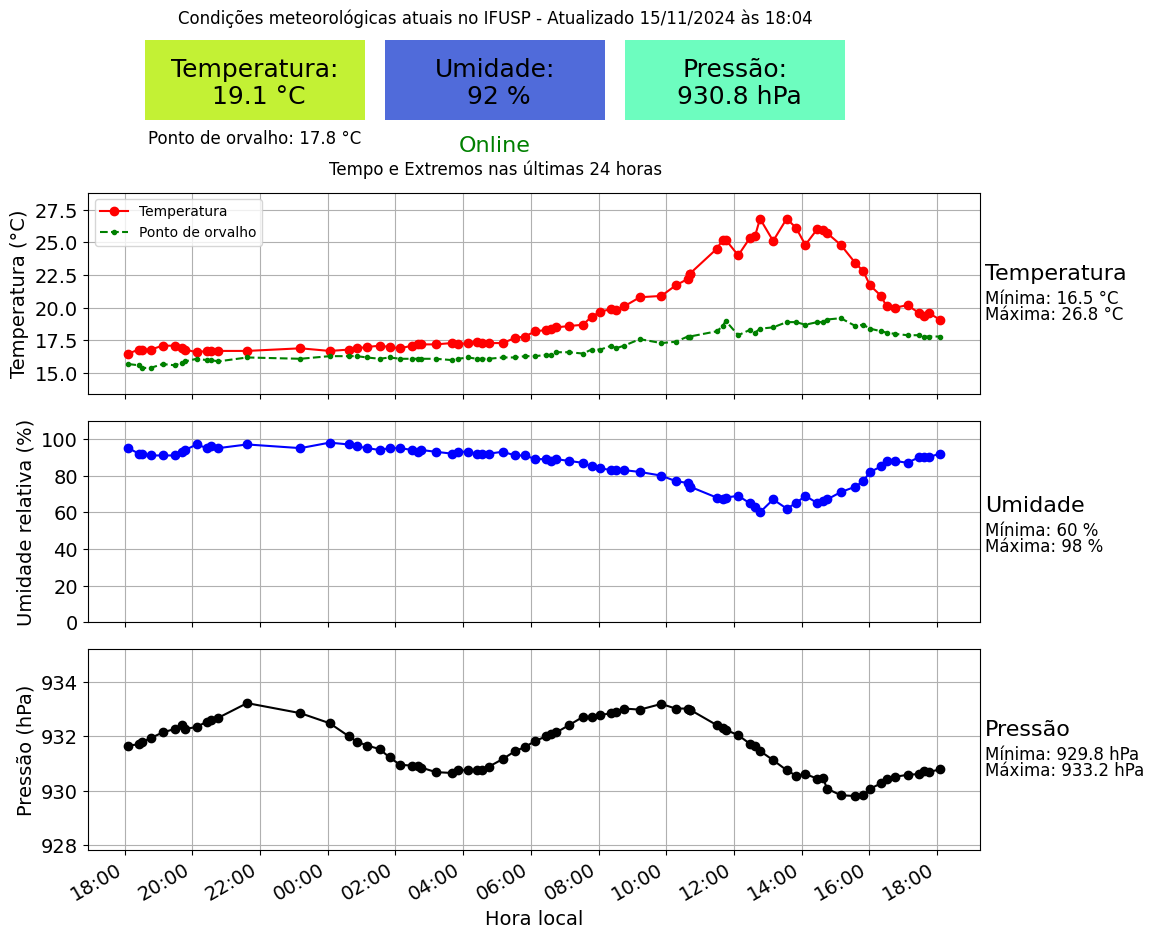 Condições meteorológicas atuais no IFUSP - Atualizado 15/11/2024 às 18:04
Temperatura:
19.1 °C
Umidade:
92 %
Pressão:
930.8 hPa
Ponto de orvalho: 17.8 °C
Online
Tempo e Extremos nas últimas 24 horas
Temperatura (°C)
27.5
25.0
22.5
20.0
17.5
15.0
Temperatura
Ponto de orvalho
Temperatura
Mínima: 16.5 °C
Máxima: 26.8 °C
Umidade relativa (%)
100
80
60
40
20
0
Umidade
Mínima: 60 %
Máxima: 98 %
Pressão (hPa)
934
932
930
928
Pressão
Mínima: 929.8 hPa
Máxima: 933.2 hPa
18:00
20:00
22:00
00:00
02:00
04:00
06:00
08:00
10:00
12:00
14:00
16:00
18:00
Hora local